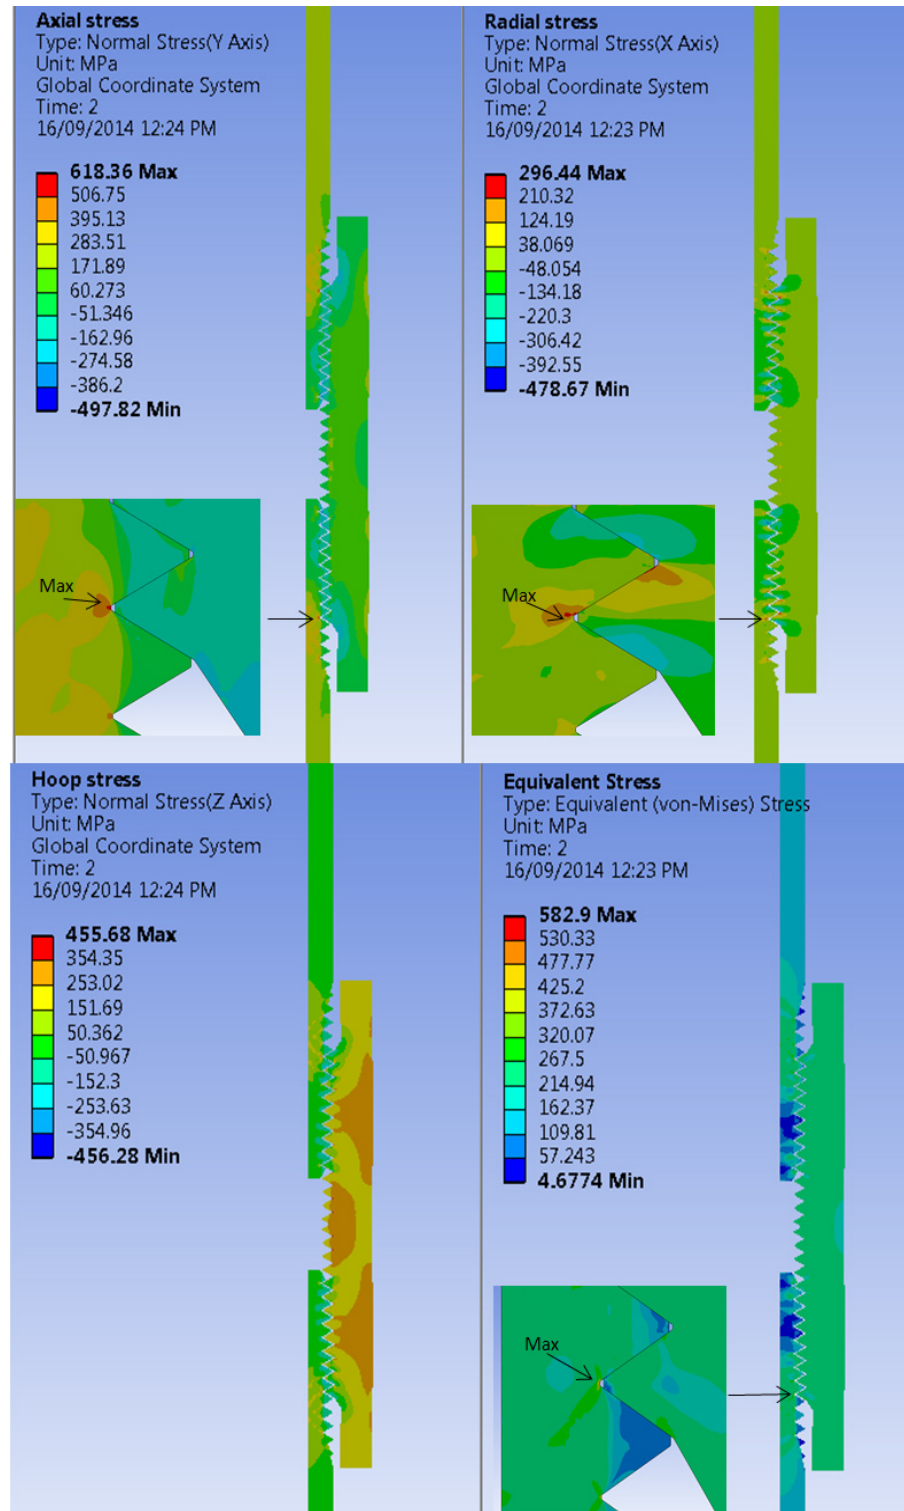 Axial stress
Type: Normal Stress(Y Axis)
Unit: MPa
Global Coordinate System
Time: 2
16/09/2014 12:24 PM
618.36 Max
506.75
395.13
283.51
171.89
60.273
-51.346
-162.96
-274.58
-386.2
-497.82 Min
Max
Radial stress
Type: Normal Stress(X Axis)
Unit: MPa
Global Coordinate System
Time: 2
16/09/2014 12:23 PM
296.44 Max
210.32
124.19
38.069
-48.054
-134.18
-220.3
-306.42
-392.55
-478.67 Min
Max
Hoop stress
Type: Normal Stress(Z Axis)
Unit: MPa
Global Coordinate System
Time: 2
16/09/2014 12:24 PM
455.68 Max
354.35
253.02
151.69
50.362
-50.967
-152.3
-253.63
-354.96
-456.28 Min
Equivalent Stress
Type: Equivalent (von-Mises) Stress
Unit: MPa
Time: 2
16/09/2014 12:23 PM
582.9 Max
530.33
477.77
425.2
372.63
320.07
267.5
214.94
162.37
109.81
57.243
4.6774 Min
Max